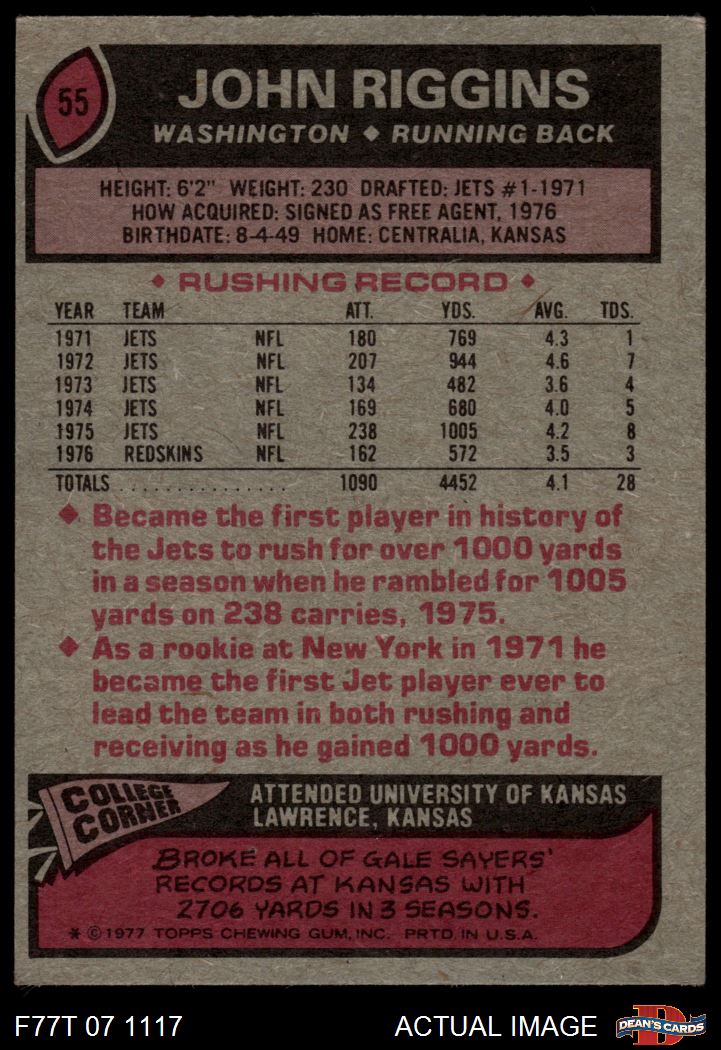 55
JOHN RIGGINS
WASHINGTON ◆ RUNNING BACK
HEIGHT: 6'2" WEIGHT: 230 DRAFTED: JETS #1-1971
HOW ACQUIRED: SIGNED AS FREE AGENT, 1976
BIRTHDATE: 8-4-49 HOME: CENTRALIA, KANSAS
◆ RUSHING RECORD ◆
YEAR TEAM ATT. YDS. AVG. TDS.
1971 JETS NFL 180 769 4.3 1
1972 JETS NFL 207 944 4.6 7
1973 JETS NFL 134 482 3.6 4
1974 JETS NFL 169 680 4.0 5
1975 JETS NFL 238 1005 4.2 8
1976 REDSKINS NFL 162 572 3.5 3
TOTALS . . . . . . . . . . . . . . . . 1090 4452 4.1 28
◆ Became the first player in history of
the Jets to rush for over 1000 yards
in a season when he rambled for 1005
yards on 238 carries, 1975.
◆ As a rookie at New York in 1971 he
became the first Jet player ever to
lead the team in both rushing and
receiving as he gained 1000 yards.
COLLEGE
CORNER
ATTENDED UNIVERSITY OF KANSAS
LAWRENCE, KANSAS
BROKE ALL OF GALE SAYERS'
RECORDS AT KANSAS WITH
2706 YARDS IN 3 SEASONS.
* © 1977 TOPPS CHEWING GUM, INC. PRTD. IN U.S.A.
F77T 07 1117
ACTUAL IMAGE
D
DEAN'S CARDS